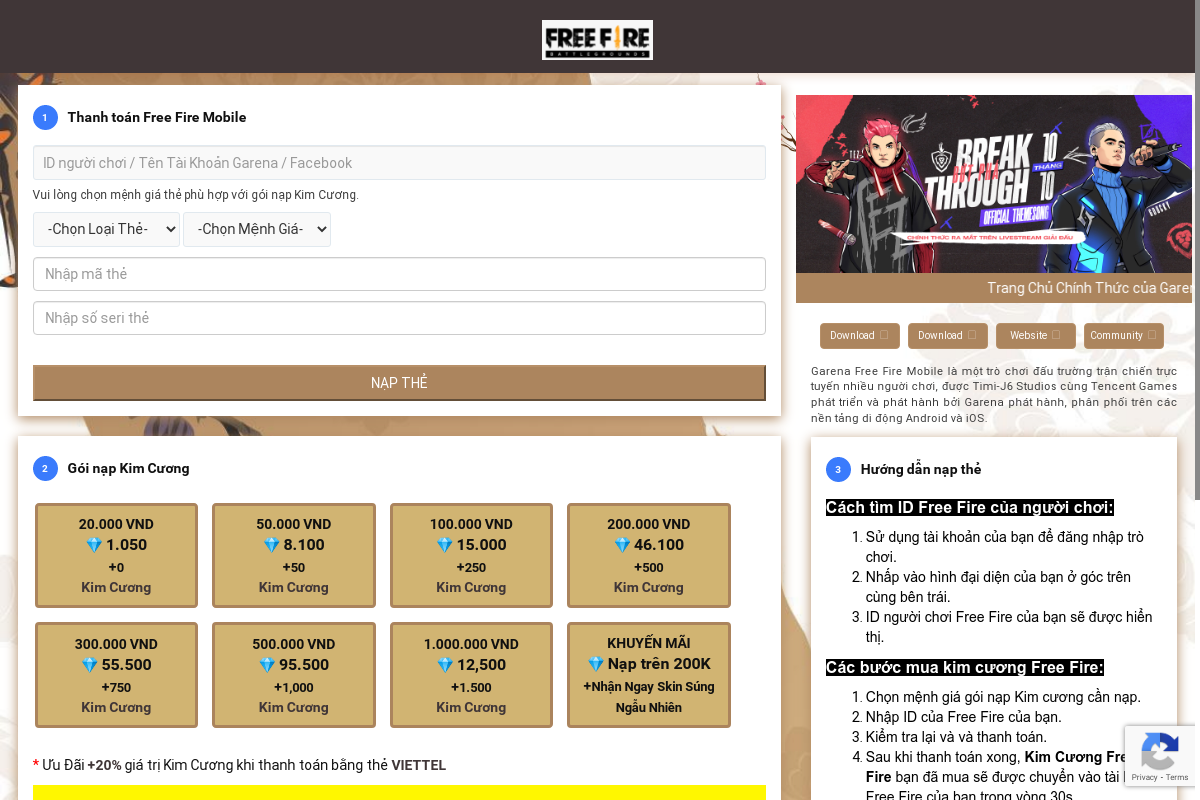 FREE FIRE
BATTLEGROUNDS
1
Thanh toán Free Fire Mobile
ID người chơi / Tên Tài Khoản Garena / Facebook
Vui lòng chọn mệnh giá thẻ phù hợp với gói nạp Kim Cương.
-Chọn Loại Thẻ-
-Chọn Mệnh Giá-
Nhập mã thẻ
Nhập số seri thẻ
NẠP THẺ
2
Gói nạp Kim Cương
20.000 VND
1.050
+0
Kim Cương
50.000 VND
8.100
+50
Kim Cương
100.000 VND
15.000
+250
Kim Cương
200.000 VND
46.100
+500
Kim Cương
300.000 VND
55.500
+750
Kim Cương
500.000 VND
95.500
+1,000
Kim Cương
1.000.000 VND
12,500
+1.500
Kim Cương
KHUYẾN MÃI
Nạp trên 200K
+Nhận Ngay Skin Súng
Ngẫu Nhiên
* Ưu Đãi +20% giá trị Kim Cương khi thanh toán bằng thẻ VIETTEL
BREAK
THROUGH
10
THÁNG
10
OFFICIAL THEMESONG
CHÍNH THỨC RA MẮT TRÊN LIVESTREAM GIẢI ĐẤU
Trang Chủ Chính Thức của Garen
Download
Download
Website
Community
Garena Free Fire Mobile là một trò chơi đấu trường trận chiến trực
tuyến nhiều người chơi, được Timi-J6 Studios cùng Tencent Games
phát triển và phát hành bởi Garena phát hành, phân phối trên các
nền tảng di động Android và iOS.
3
Hướng dẫn nạp thẻ
Cách tìm ID Free Fire của người chơi:
1. Sử dụng tài khoản của bạn để đăng nhập trò
chơi.
2. Nhấp vào hình đại diện của bạn ở góc trên
cùng bên trái.
3. ID người chơi Free Fire của bạn sẽ được hiển
thị.
Các bước mua kim cương Free Fire:
1. Chọn mệnh giá gói nạp Kim cương cần nạp.
2. Nhập ID của Free Fire của bạn.
3. Kiểm tra lại và và thanh toán.
4. Sau khi thanh toán xong, Kim Cương Fre
Fire bạn đã mua sẽ được chuyển vào tài
Free Fire của bạn trong vòng 30s.
Privacy - Terms